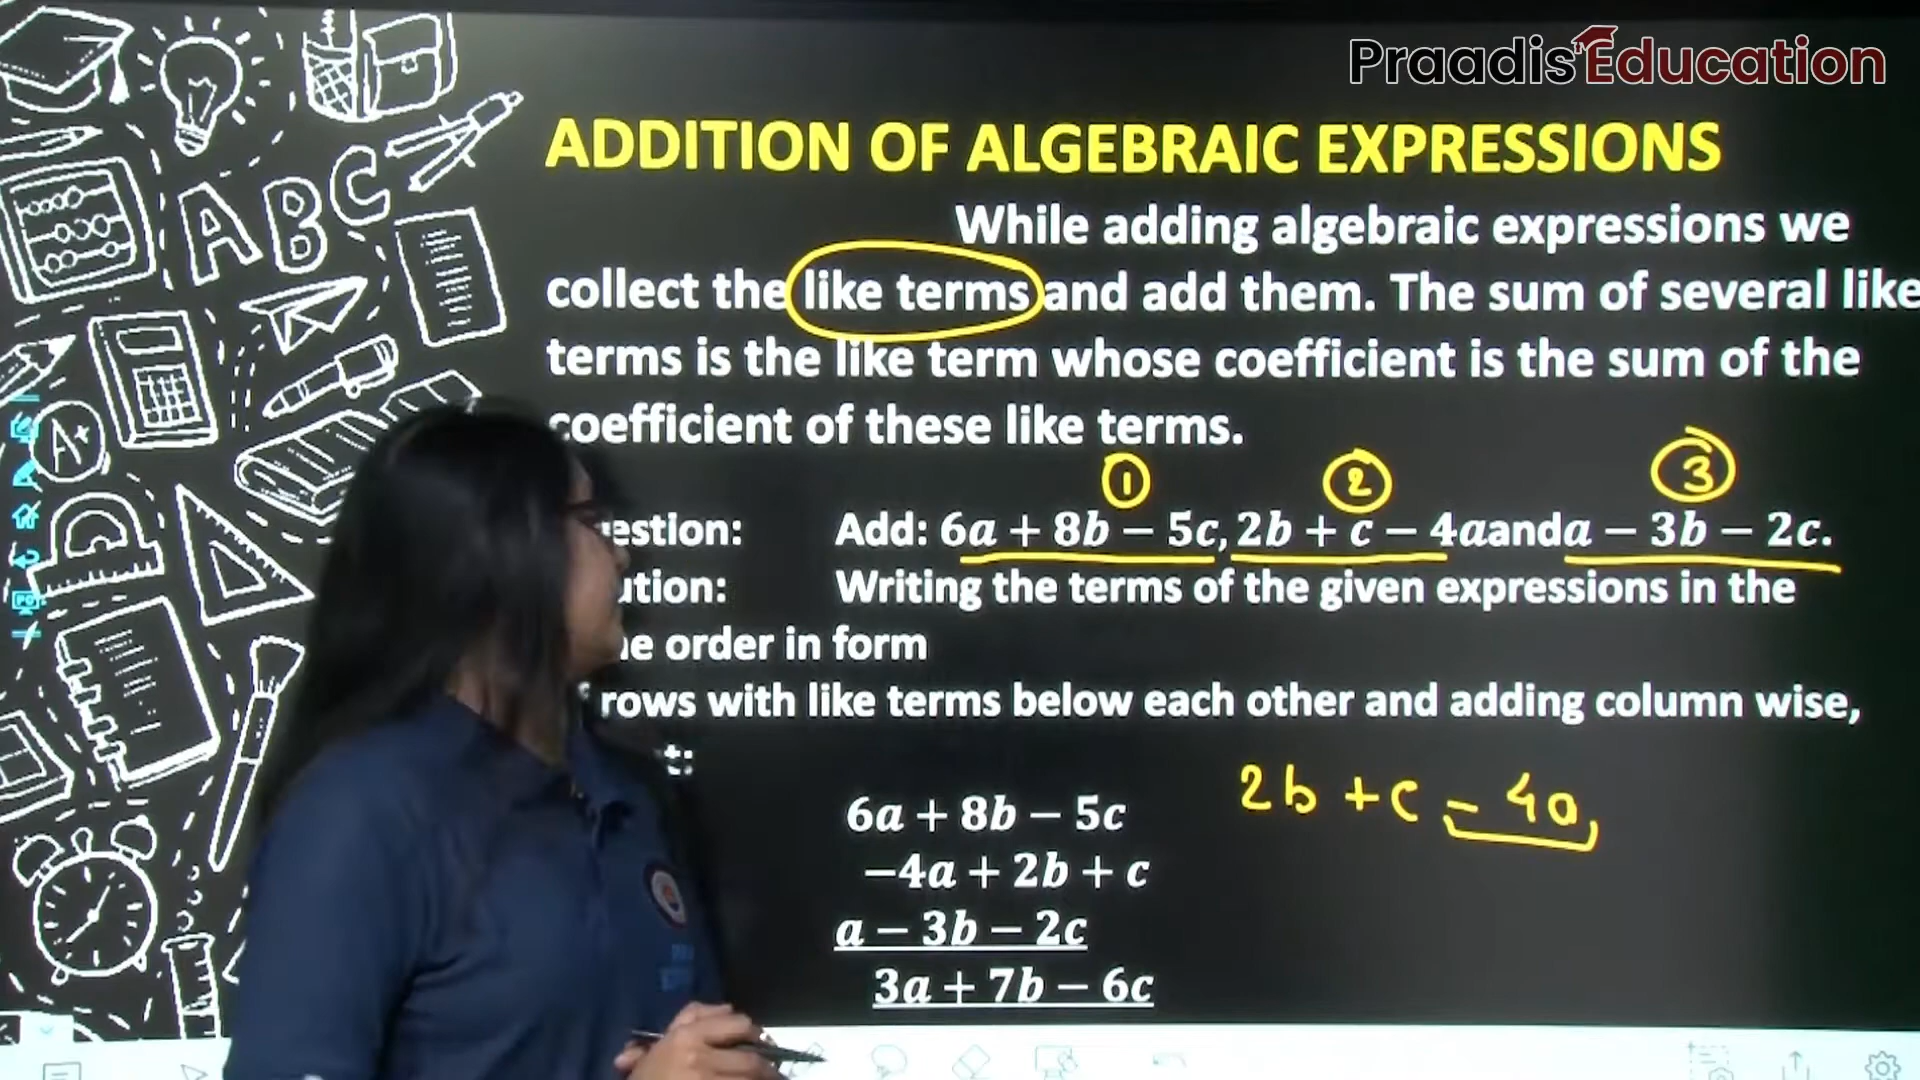 Praadis Education
ABC
A+
ADDITION OF ALGEBRAIC EXPRESSIONS
While adding algebraic expressions we
collect the like terms and add them. The sum of several like
terms is the like term whose coefficient is the sum of the
coefficient of these like terms.
1 2 3
estion: Add: 6a + 8b − 5c, 2b + c − 4aanda − 3b − 2c.
ution: Writing the terms of the given expressions in the
e order in form
rows with like terms below each other and adding column wise,
t:
6a + 8b − 5c
2b + c − 4a
−4a + 2b + c
a − 3b − 2c
3a + 7b − 6c